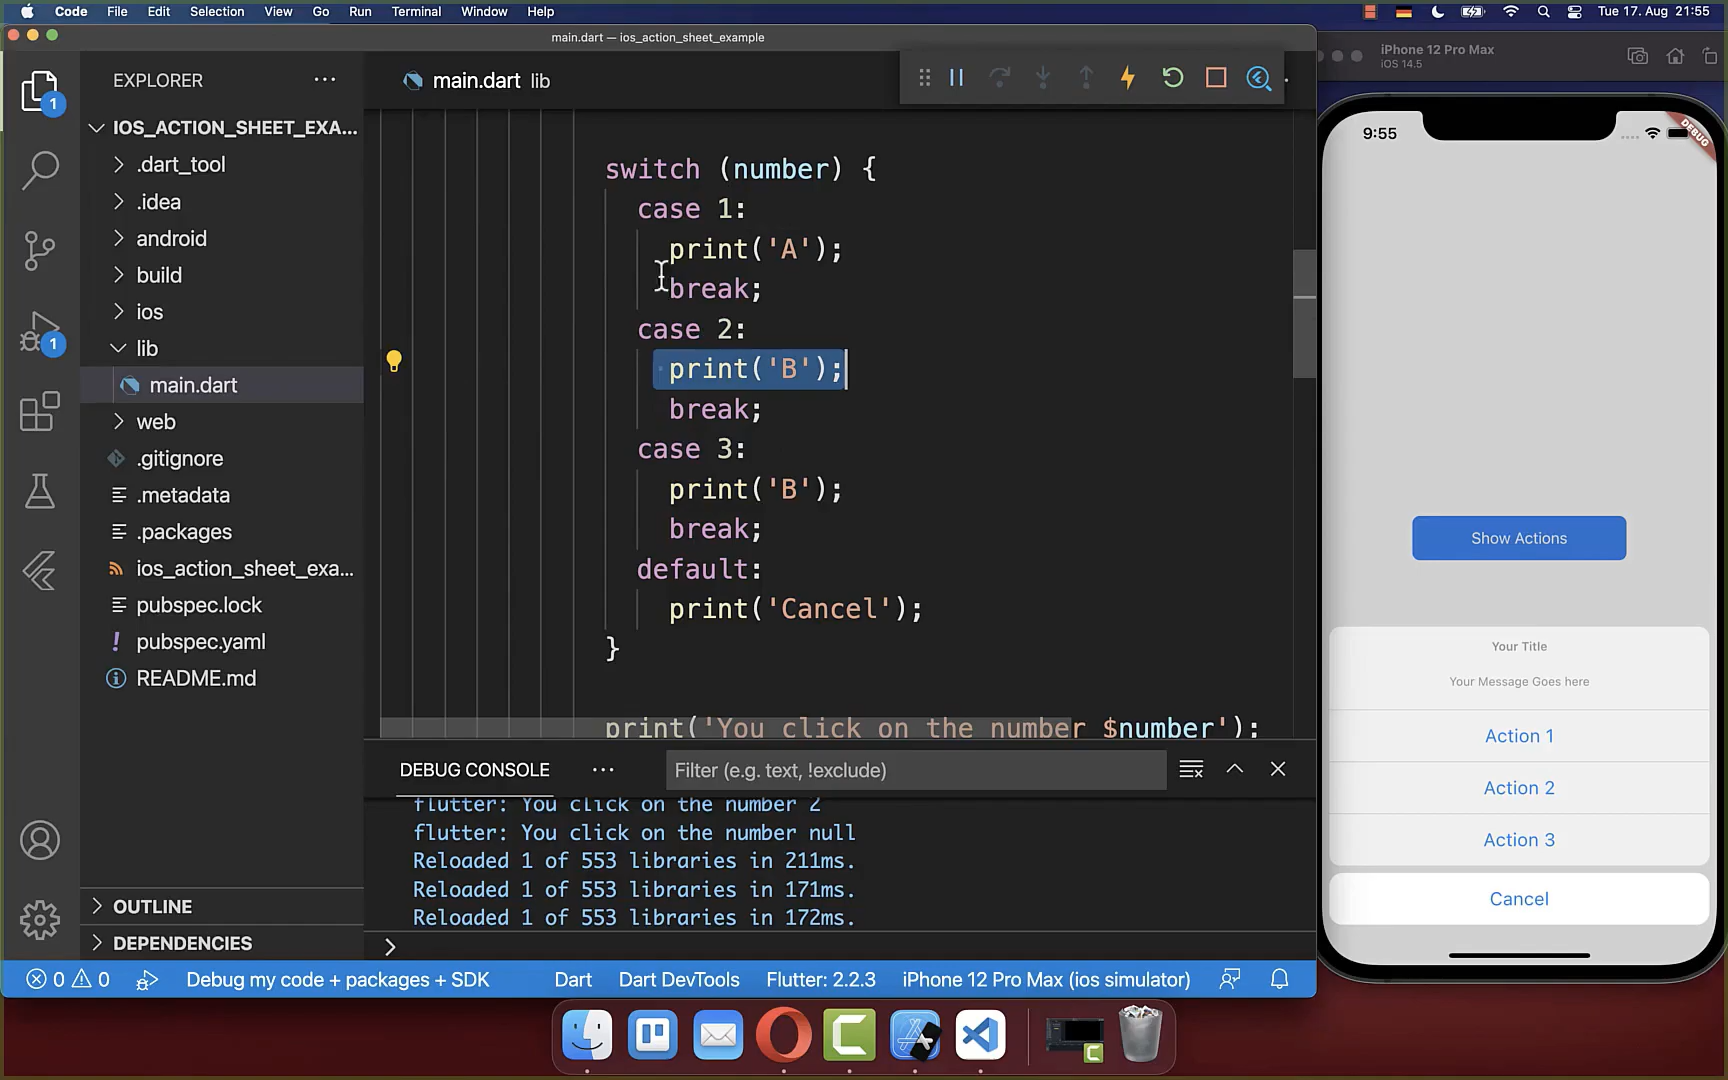 Code File Edit Selection View Go Run Terminal Window Help
Tue 17. Aug 21:55
main.dart — ios_action_sheet_example
EXPLORER
IOS_ACTION_SHEET_EXA...
.dart_tool
.idea
android
build
ios
lib
main.dart
web
.gitignore
.metadata
.packages
ios_action_sheet_exa...
pubspec.lock
! pubspec.yaml
README.md
OUTLINE
DEPENDENCIES
1
1
main.dart lib
switch (number) {
case 1:
print('A');
break;
case 2:
print('B');
break;
case 3:
print('B');
break;
default:
print('Cancel');
}
print('You click on the number $number');
DEBUG CONSOLE
Filter (e.g. text, !exclude)
flutter: You click on the number 2
flutter: You click on the number null
Reloaded 1 of 553 libraries in 211ms.
Reloaded 1 of 553 libraries in 171ms.
Reloaded 1 of 553 libraries in 172ms.
0 0 Debug my code + packages + SDK Dart Dart DevTools Flutter: 2.2.3 iPhone 12 Pro Max (ios simulator)
iPhone 12 Pro Max
iOS 14.5
9:55
DEBUG
Show Actions
Your Title
Your Message Goes here
Action 1
Action 2
Action 3
Cancel